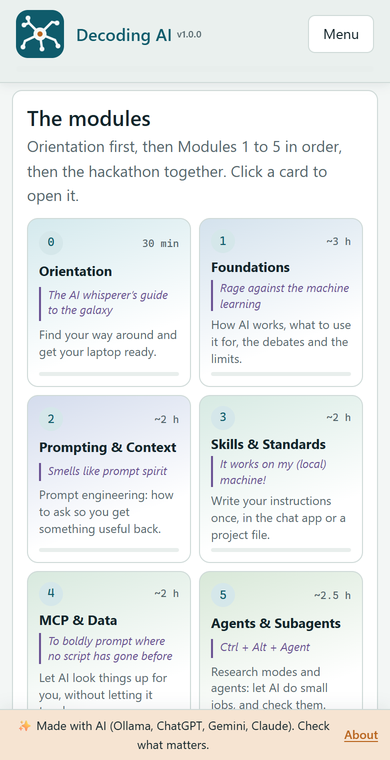 Decoding AI v1.0.0
Menu
The modules
Orientation first, then Modules 1 to 5 in order,
then the hackathon together. Click a card to
open it.
0
30 min
Orientation
The AI whisperer's guide
to the galaxy
Find your way around and
get your laptop ready.
1
~3 h
Foundations
Rage against the machine
learning
How AI works, what to use
it for, the debates and the
limits.
2
~2 h
Prompting & Context
Smells like prompt spirit
Prompt engineering: how
to ask so you get
something useful back.
3
~2 h
Skills & Standards
It works on my (local)
machine!
Write your instructions
once, in the chat app or a
project file.
4
~2 h
MCP & Data
To boldly prompt where
no script has gone before
Let AI look things up for
you, without letting it
5
~2.5 h
Agents & Subagents
Ctrl + Alt + Agent
Research modes and
agents: let AI do small
jobs, and check them.
✨ Made with AI (Ollama, ChatGPT, Gemini, Claude). Check
what matters.
About